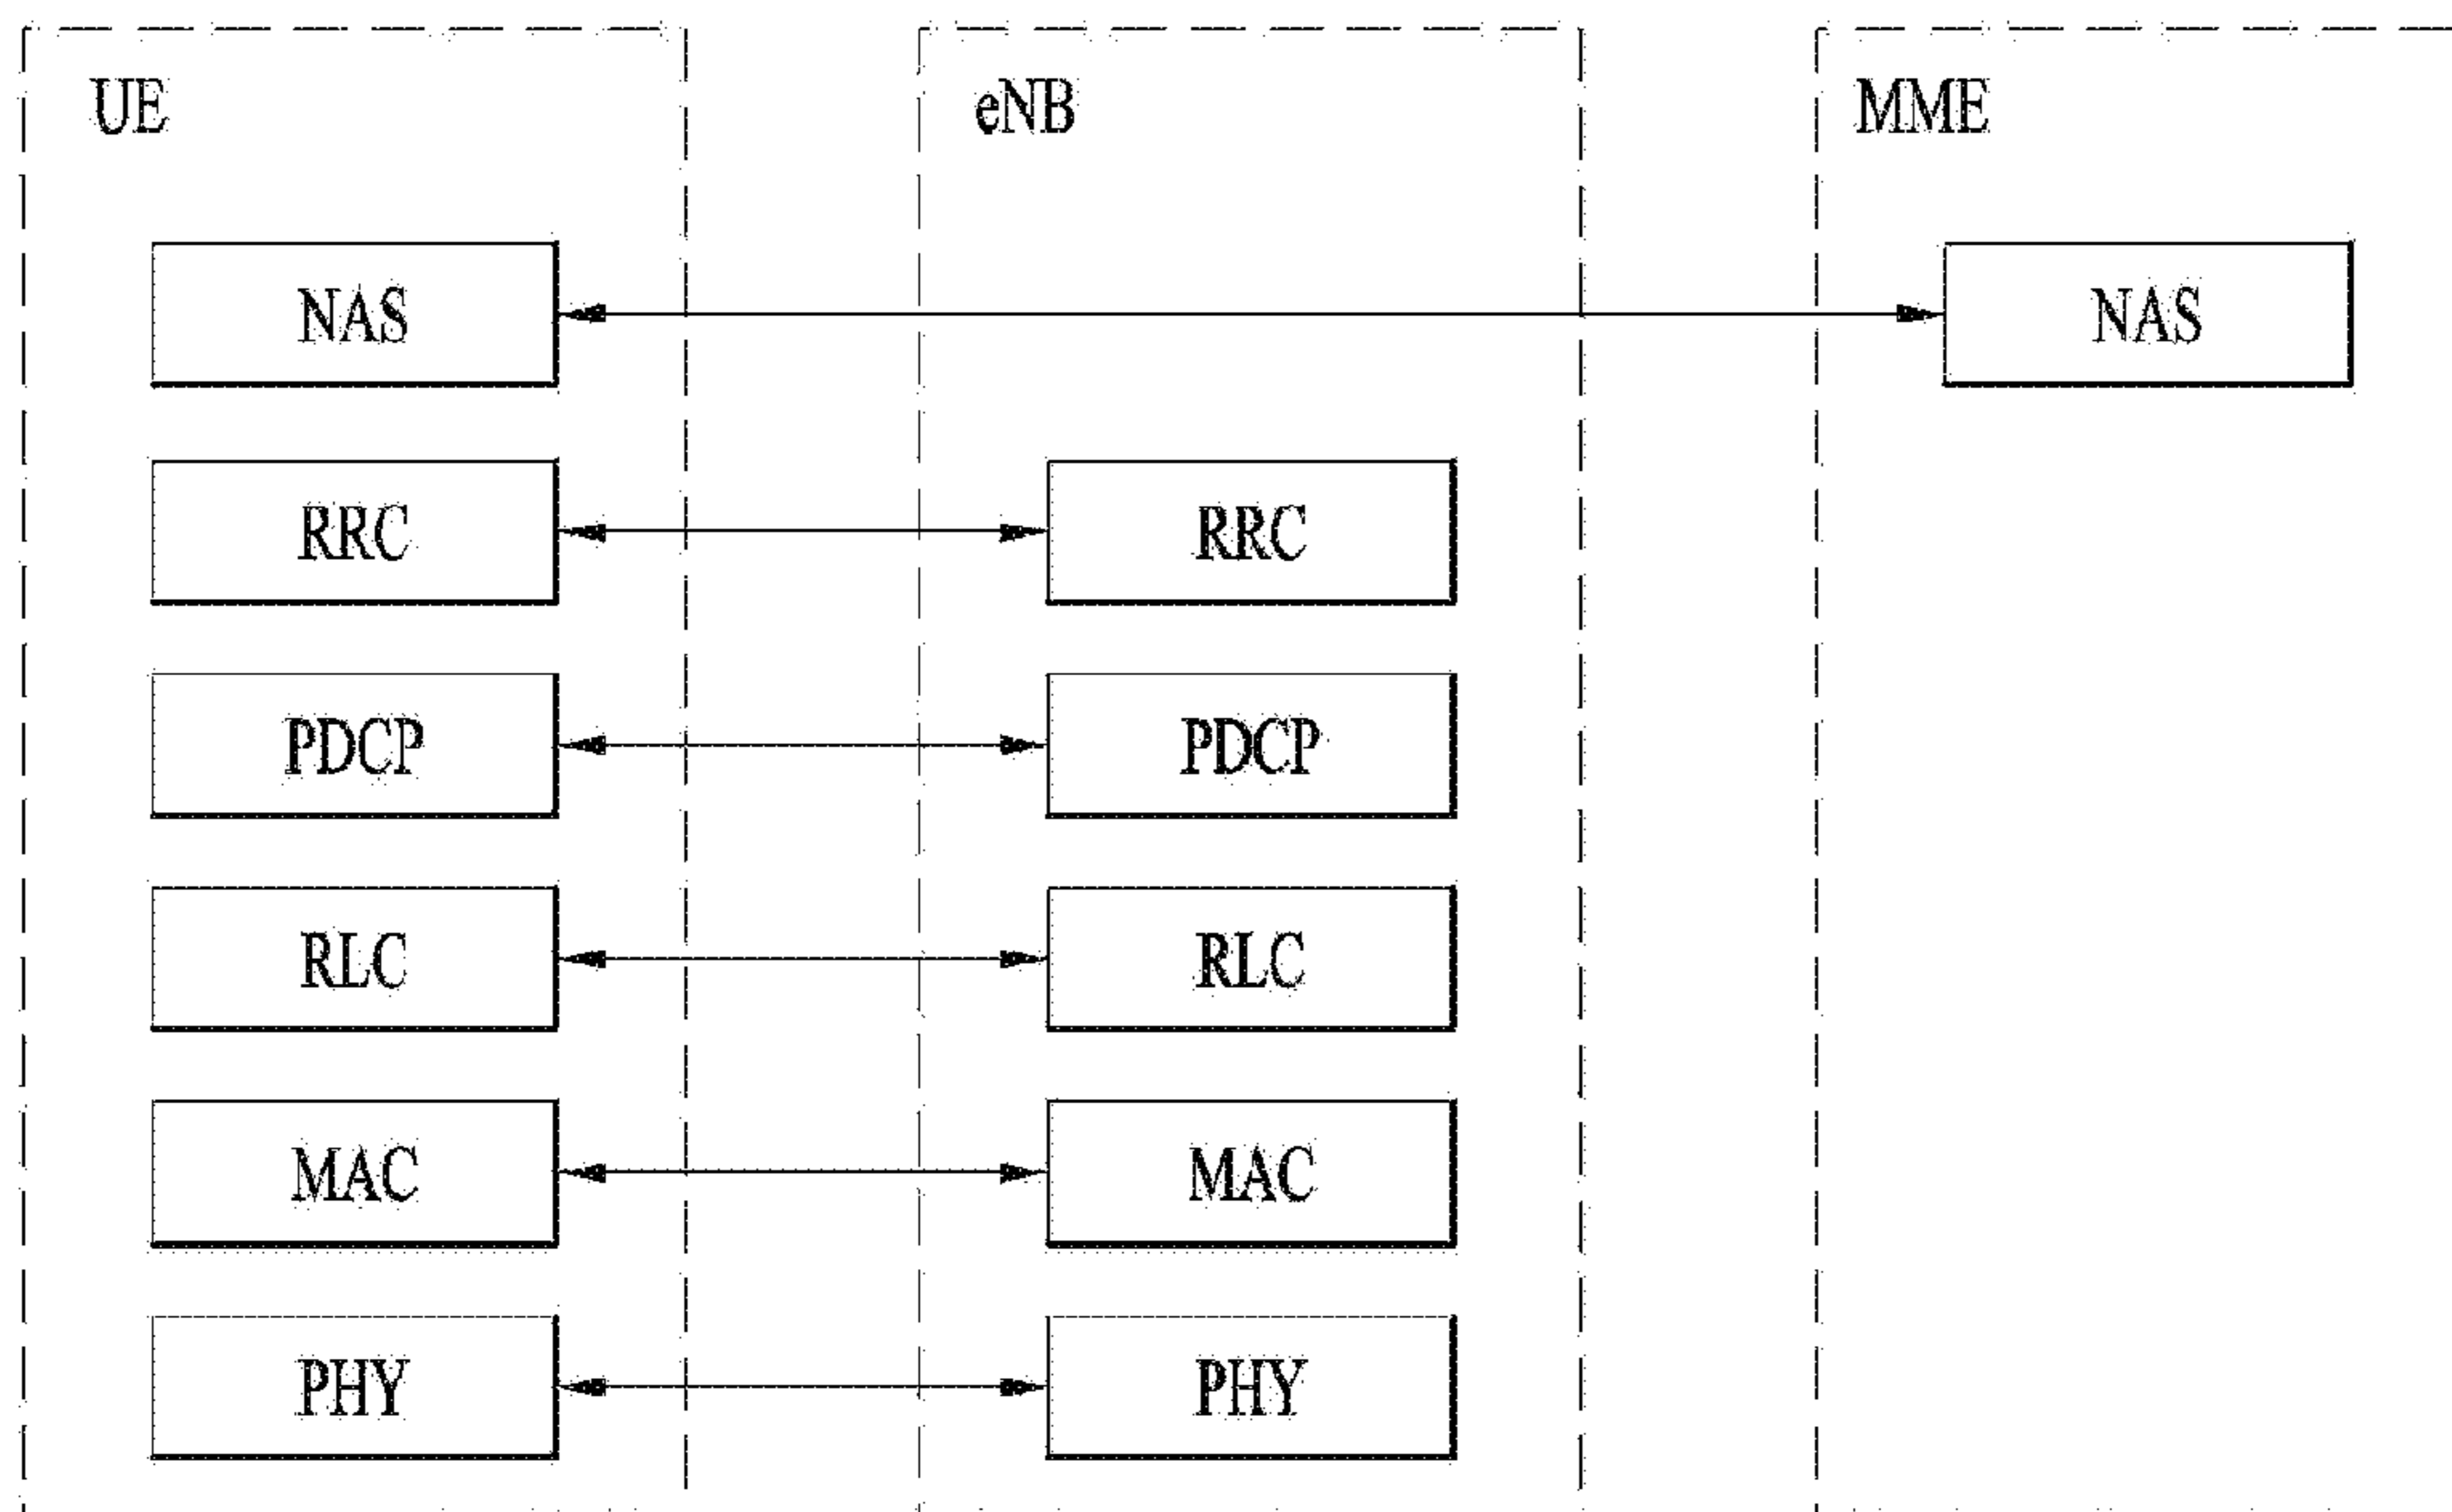 UE eNB MME
NAS NAS
RRC RRC
PDCP PDCP
RLC RLC
MAC MAC
PHY PHY